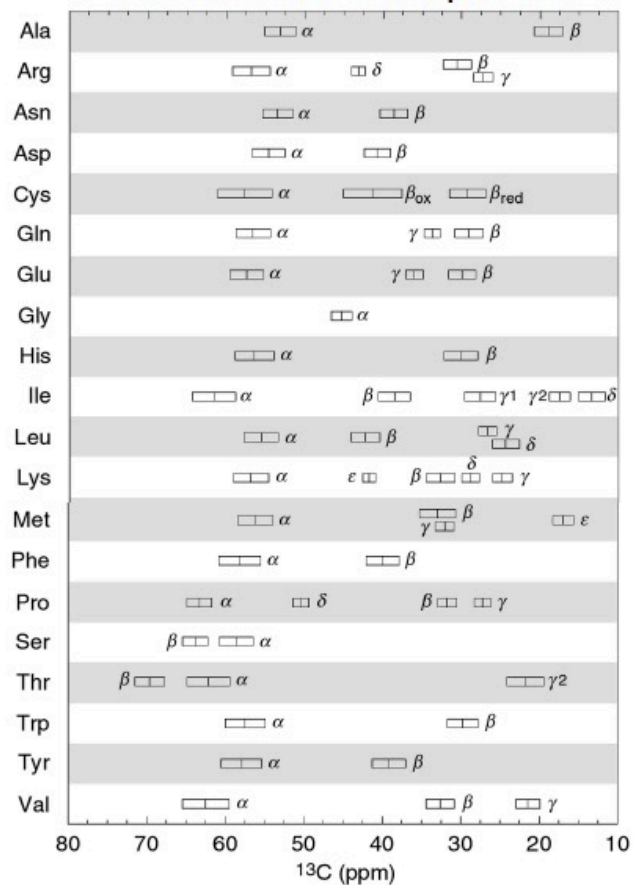 Ala α β
Arg α δ β γ
Asn α β
Asp α β
Cys α βox βred
Gln α γ β
Glu α γ β
Gly α
His α β
Ile α β γ1 γ2 δ
Leu α β γ δ
Lys α ε β δ γ
Met α γ β ε
Phe α β
Pro α δ β γ
Ser β α
Thr β α γ2
Trp α β
Tyr α β
Val α β γ
80 70 60 50 40 30 20 10
13C (ppm)